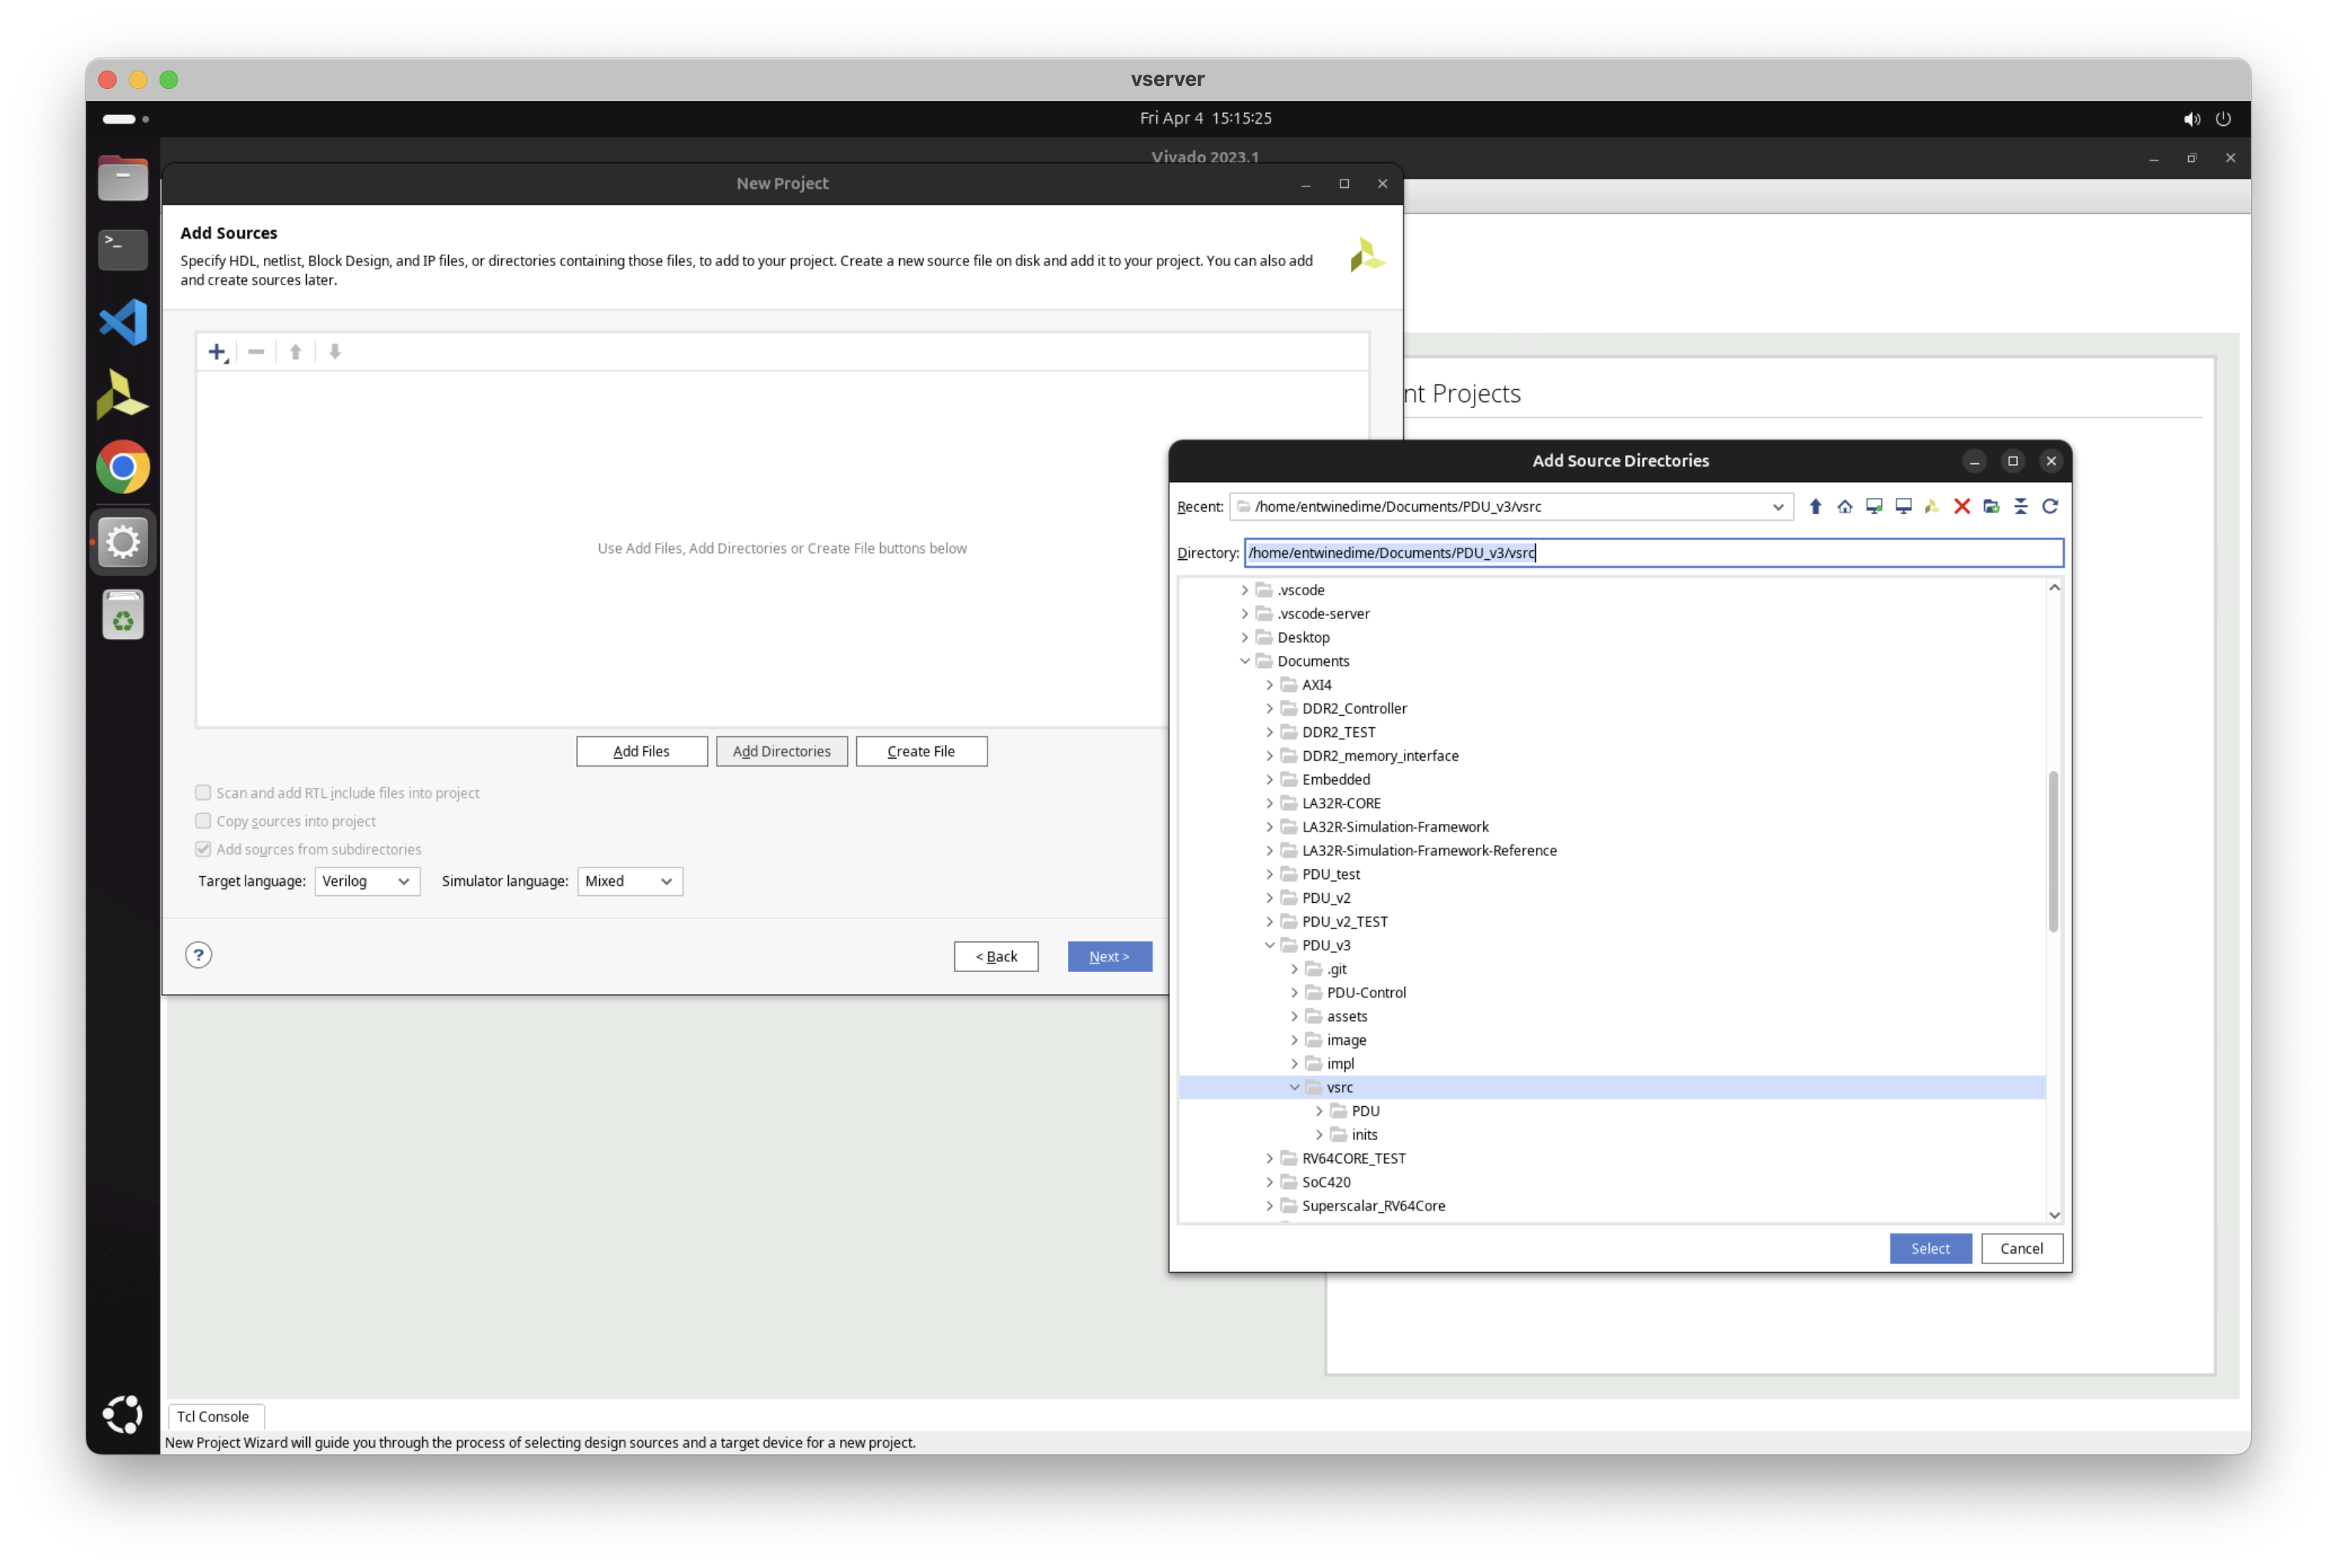 vserver
Fri Apr 4 15:15:25
Vivado 2023.1
New Project
Add Sources
Specify HDL, netlist, Block Design, and IP files, or directories containing those files, to add to your project. Create a new source file on disk and add it to your project. You can also add
and create sources later.
Use Add Files, Add Directories or Create File buttons below
Add Files
Add Directories
Create File
Scan and add RTL include files into project
Copy sources into project
Add sources from subdirectories
Target language: Verilog
Simulator language: Mixed
?
< Back
Next >
nt Projects
Add Source Directories
Recent: /home/entwinedime/Documents/PDU_v3/vsrc
Directory: /home/entwinedime/Documents/PDU_v3/vsrc
.vscode
.vscode-server
Desktop
Documents
AXI4
DDR2_Controller
DDR2_TEST
DDR2_memory_interface
Embedded
LA32R-CORE
LA32R-Simulation-Framework
LA32R-Simulation-Framework-Reference
PDU_test
PDU_v2
PDU_v2_TEST
PDU_v3
.git
PDU-Control
assets
image
impl
vsrc
PDU
inits
RV64CORE_TEST
SoC420
Superscalar_RV64Core
Select
Cancel
Tcl Console
New Project Wizard will guide you through the process of selecting design sources and a target device for a new project.